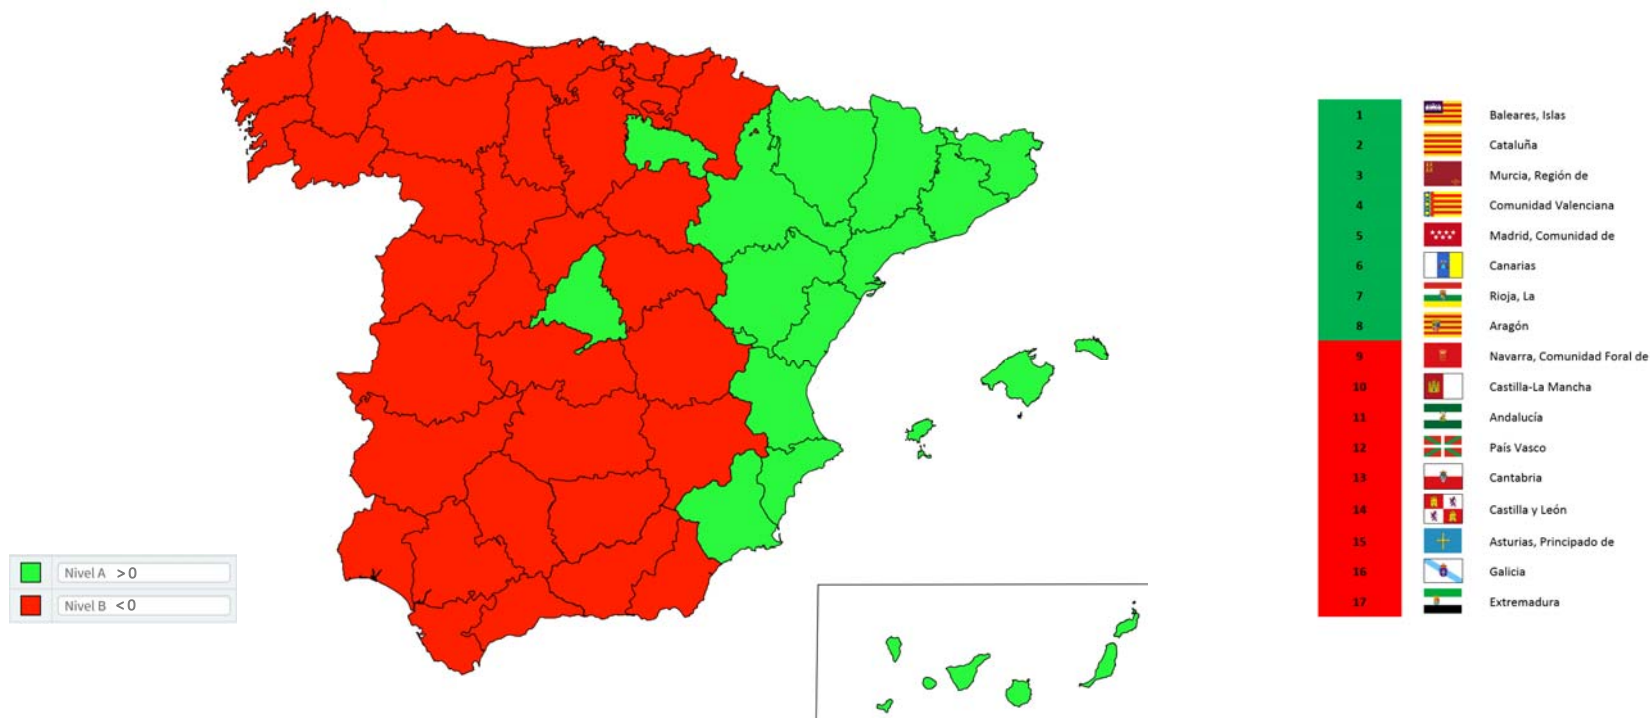 Nivel A > 0
Nivel B < 0
1 Baleares, Islas
2 Cataluña
3 Murcia, Región de
4 Comunidad Valenciana
5 Madrid, Comunidad de
6 Canarias
7 Rioja, La
8 Aragón
9 Navarra, Comunidad Foral de
10 Castilla-La Mancha
11 Andalucía
12 País Vasco
13 Cantabria
14 Castilla y León
15 Asturias, Principado de
16 Galicia
17 Extremadura